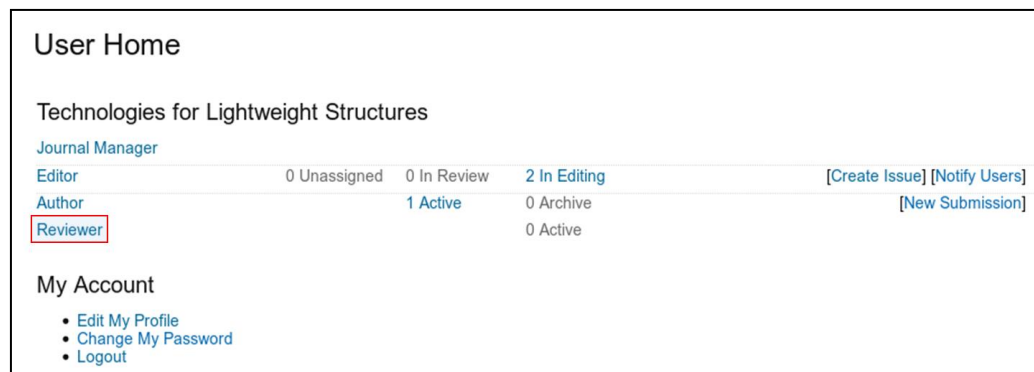 User Home
Technologies for Lightweight Structures
Journal Manager
Editor 0 Unassigned 0 In Review 2 In Editing [Create Issue] [Notify Users]
Author 1 Active 0 Archive [New Submission]
Reviewer 0 Active
My Account
• Edit My Profile
• Change My Password
• Logout